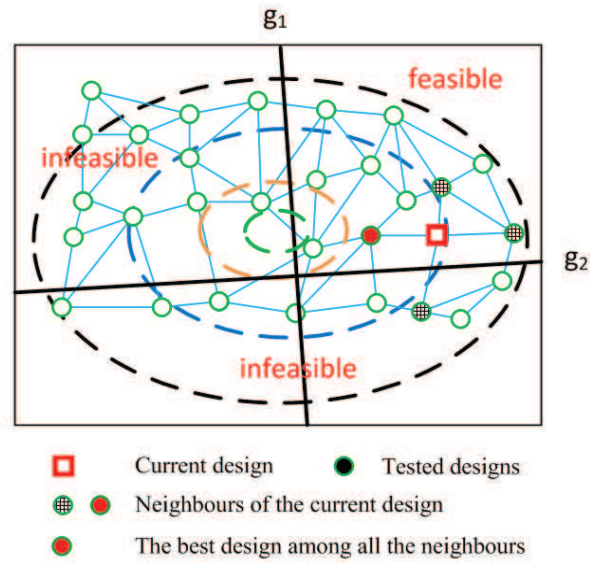 g1
feasible
infeasible
g2
infeasible
Current design
Tested designs
Neighbours of the current design
The best design among all the neighbours